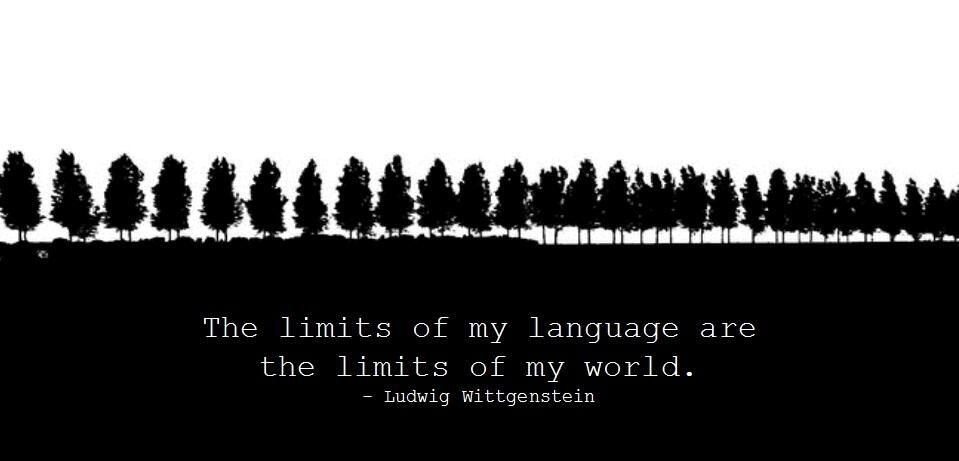 The limits of my language are
the limits of my world.
- Ludwig Wittgenstein